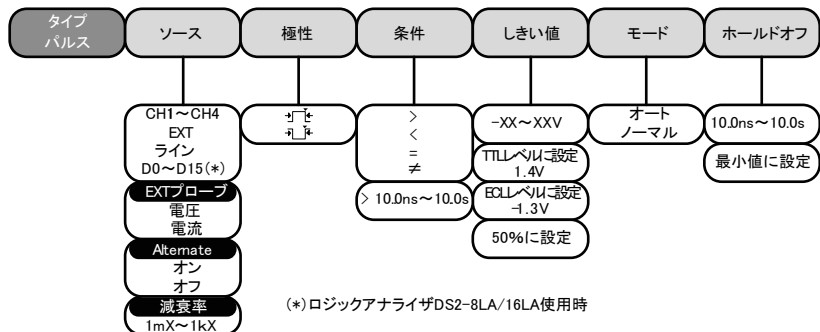 タイプ
パルス
ソース
極性
条件
しきい値
モード
ホールドオフ
CH1～CH4
EXT
ライン
D0～D15(*)
EXTプローブ
電圧
電流
Alternate
オン
オフ
減衰率
1mX～1kX
>
<
=
≠
> 10.0ns～10.0s
-XX～XXV
TTLレベルに設定
1.4V
ECLレベルに設定
-1.3V
50%に設定
オート
ノーマル
10.0ns～10.0s
最小値に設定
(*)ロジックアナライザDS2-8LA/16LA使用時